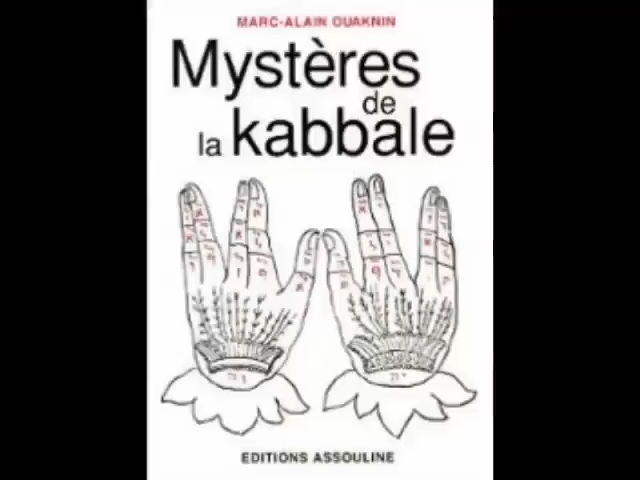 MARC-ALAIN OUAKNIN
Mystères
de
la kabbale
EDITIONS ASSOULINE